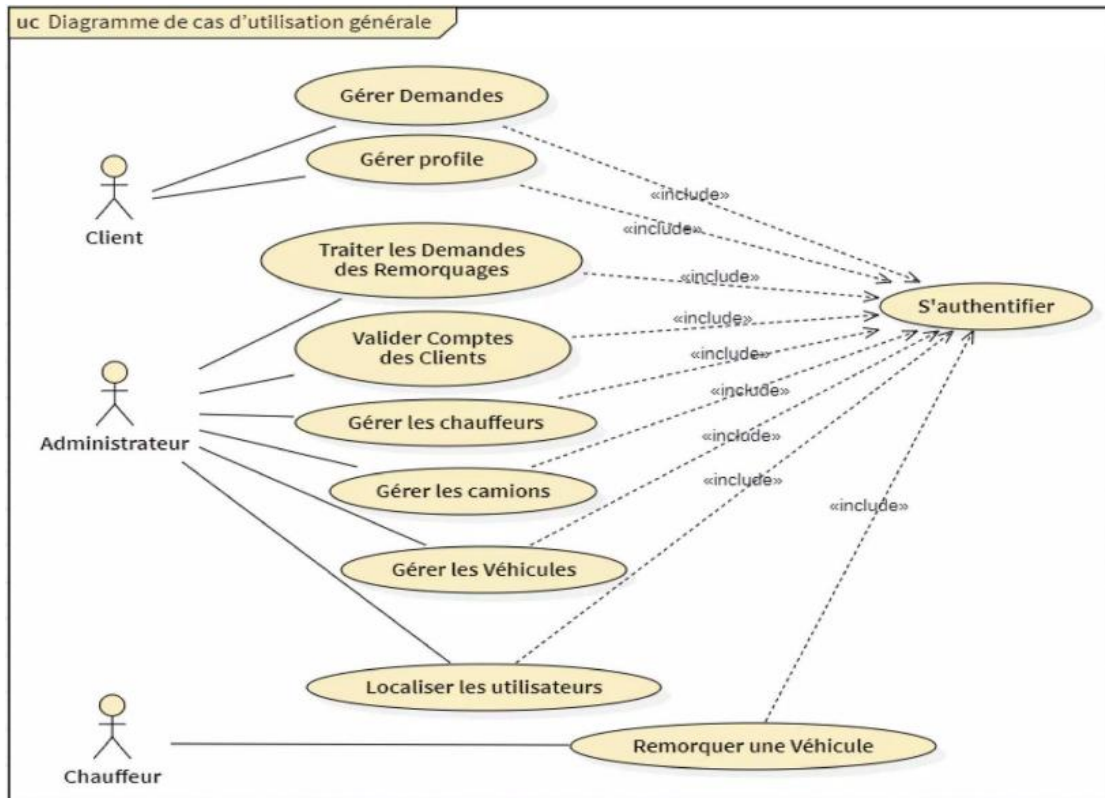 uc Diagramme de cas d'utilisation générale
Gérer Demandes
Gérer profile
Client
«include»
«include»
Traiter les Demandes
des Remorquages
«include»
S'authentifier
Valider Comptes
des Clients
«include»
«include»
Administrateur
Gérer les chauffeurs
«include»
Gérer les camions
«include»
«include»
«include»
Gérer les Véhicules
Localiser les utilisateurs
Chauffeur
Remorquer une Véhicule